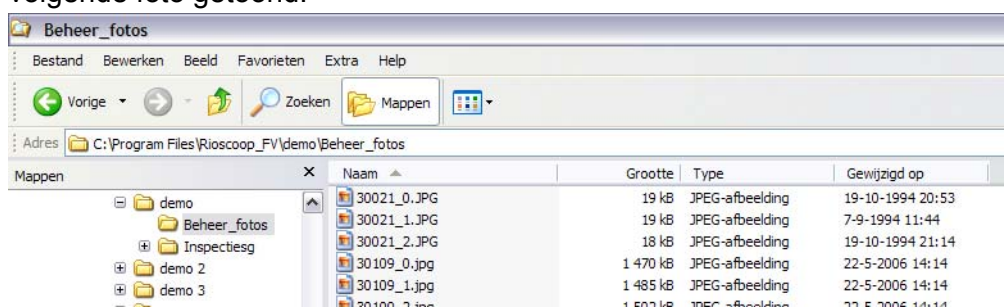 Beheer_fotos
Bestand Bewerken Beeld Favorieten Extra Help
Vorige Zoeken Mappen
Adres C:\Program Files\Rioscoop_FV\demo\Beheer_fotos
Mappen x Naam Grootte Type Gewijzigd op
demo 30021_0.JPG 19 kB JPEG-afbeelding 19-10-1994 20:53
Beheer_fotos 30021_1.JPG 19 kB JPEG-afbeelding 7-9-1994 11:44
Inspectiesg 30021_2.JPG 18 kB JPEG-afbeelding 19-10-1994 21:14
demo 2 30109_0.jpg 1 470 kB JPEG-afbeelding 22-5-2006 14:14
demo 3 30109_1.jpg 1 485 kB JPEG-afbeelding 22-5-2006 14:14